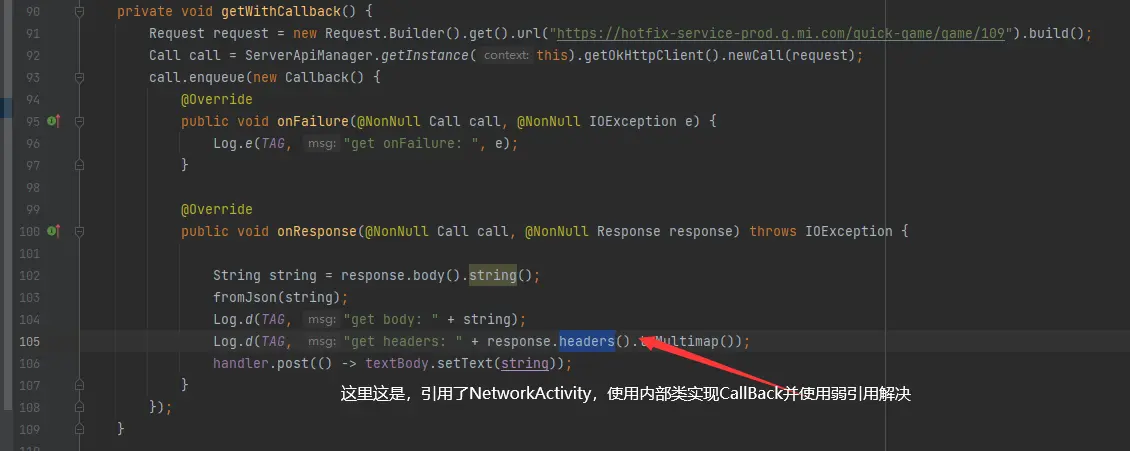 90 private void getWithCallback() {
91 Request request = new Request.Builder().get().url("https://hotfix-service-prod.g.mi.com/quick-game/game/109").build();
92 Call call = ServerApiManager.getInstance( context: this).getOkHttpClient().newCall(request);
93 call.enqueue(new Callback() {
94 @Override
95 public void onFailure(@NonNull Call call, @NonNull IOException e) {
96 Log.e(TAG, msg: "get onFailure: ", e);
97 }
98
99 @Override
100 public void onResponse(@NonNull Call call, @NonNull Response response) throws IOException {
101
102 String string = response.body().string();
103 fromJson(string);
104 Log.d(TAG, msg: "get body: " + string);
105 Log.d(TAG, msg: "get headers: " + response.headers().toMultimap());
106 handler.post(() -> textBody.setText(string));
107 }
这里这是，引用了NetworkActivity，使用内部类实现CallBack并使用弱引用解决
108 });
109 }